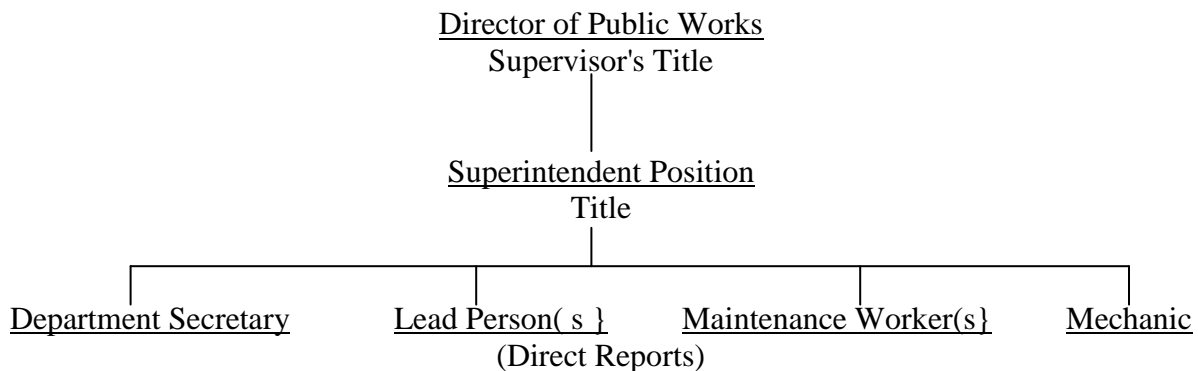 Director of Public Works
Supervisor's Title
Superintendent Position
Title
Department Secretary Lead Person( s } Maintenance Worker(s} Mechanic
(Direct Reports)